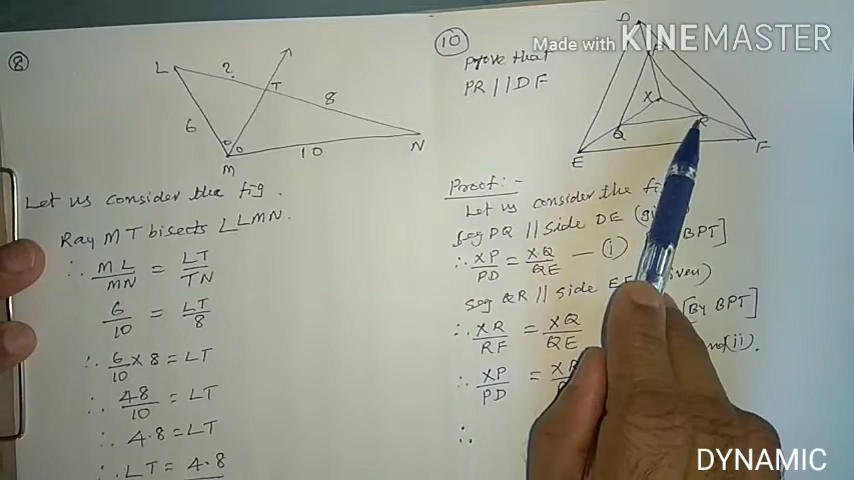 8
L
2
T
8
6
M
10
N
Let us consider the fig.
Ray MT bisects ∠LMN.
∴ ML/MN = LT/TN
6/10 = LT/8
∴ 6/10 x 8 = LT
∴ 48/10 = LT
∴ 4.8 = LT
∴ LT = 4.8
10
Prove that
PR // DF
D
X
Q
R
E
F
Proof:-
Let us consider the
seg PQ // side DE
∴ XP/PD = XQ/QE — (i) BPT]
seg QR // side
∴ XR/RF = XQ/QE [By BPT]
∴ XP/PD = (ii).
∴
Made with KINEMASTER
DYNAMIC